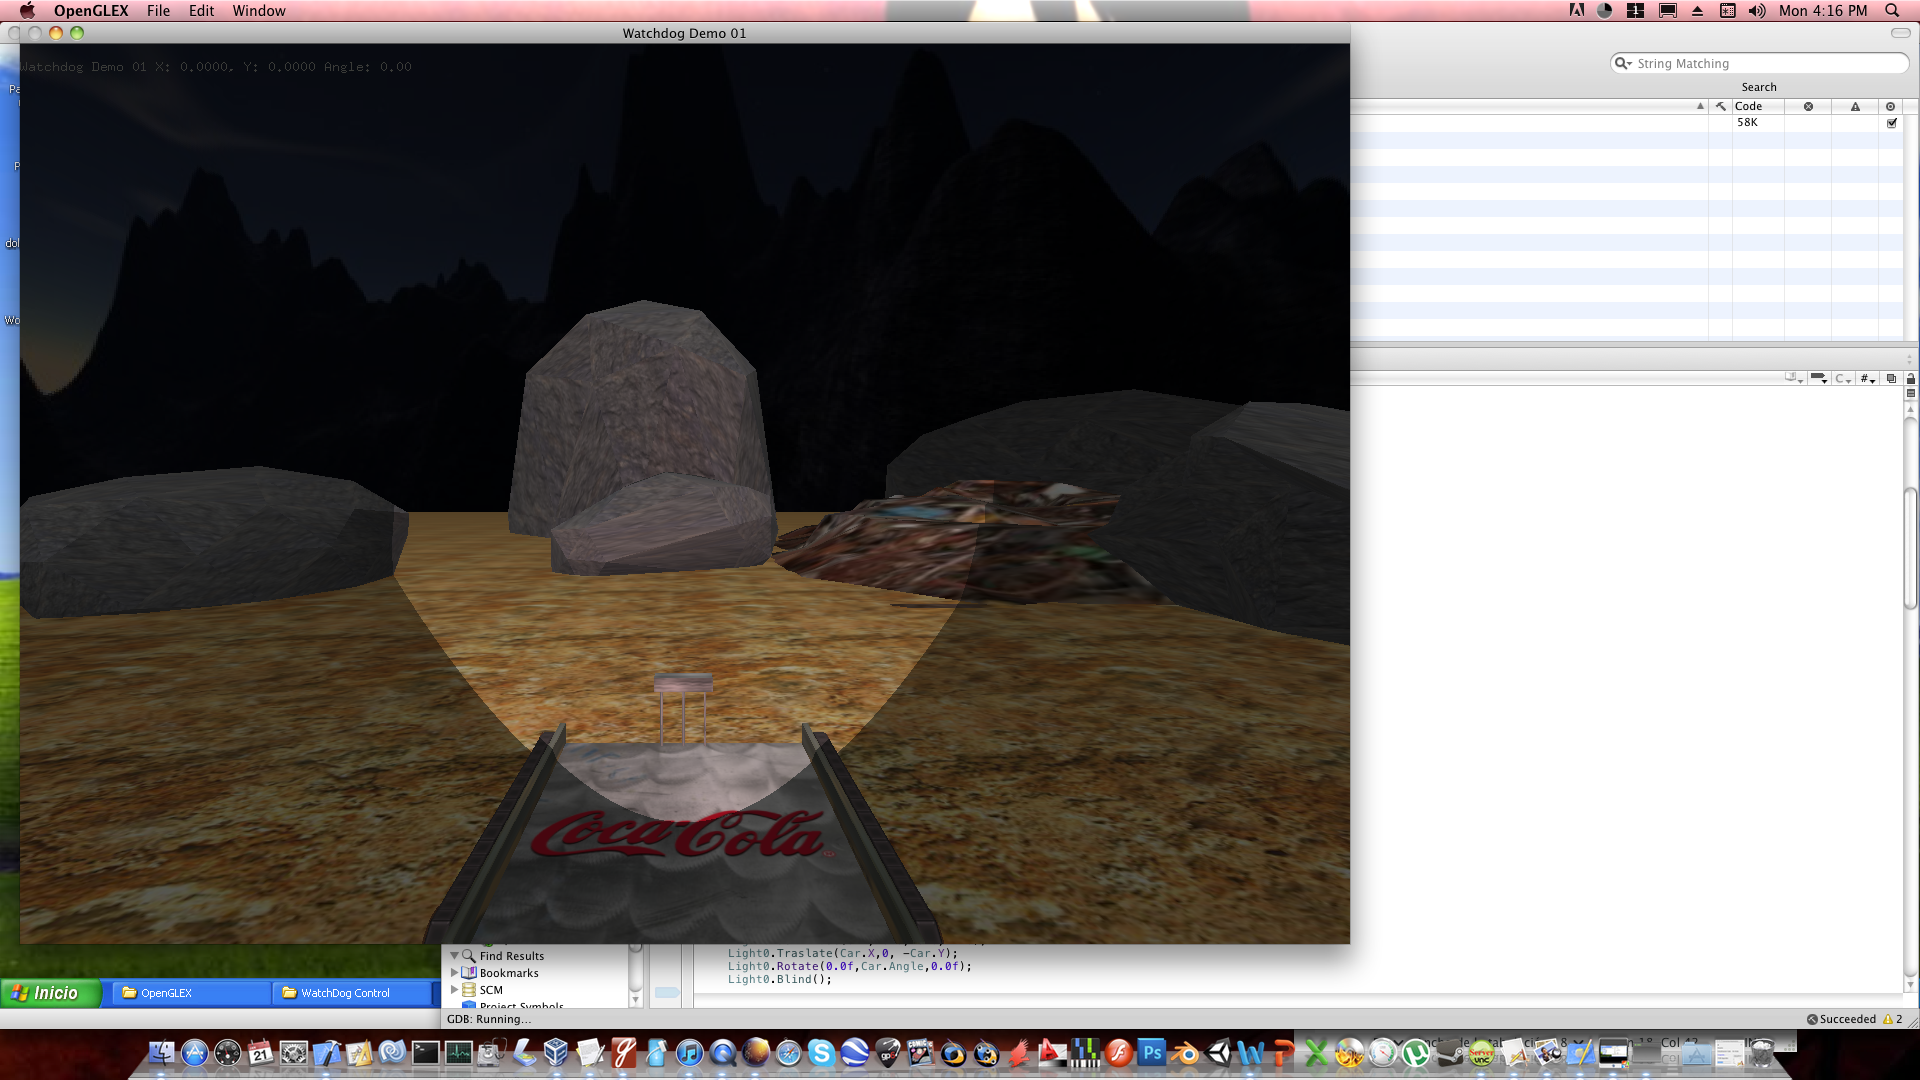 OpenGLEX File Edit Window
Mon 4:16 PM
Watchdog Demo 01
Watchdog Demo 01 X: 0.0000, Y: 0.0000 Angle: 0.00
String Matching
Search
Code
58K
Coca-Cola
Light0.Traslate(Car.X,0, -Car.Y);
Light0.Rotate(0.0f,Car.Angle,0.0f);
Light0.Blind();
Find Results
Bookmarks
SCM
Project Symbols
Inicio
OpenGLEX
WatchDog Control
GDB: Running...
Succeeded
2